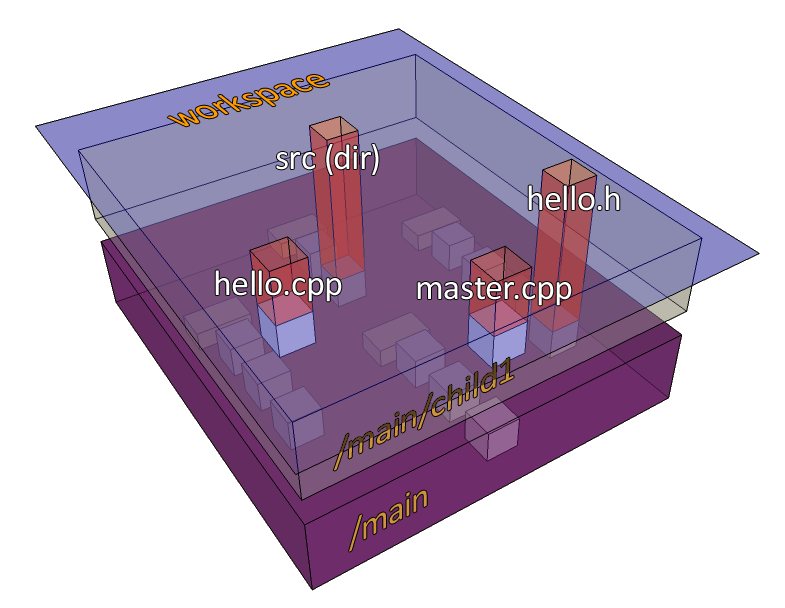 workspace
src (dir)
hello.h
hello.cpp
master.cpp
/main/child1
/main